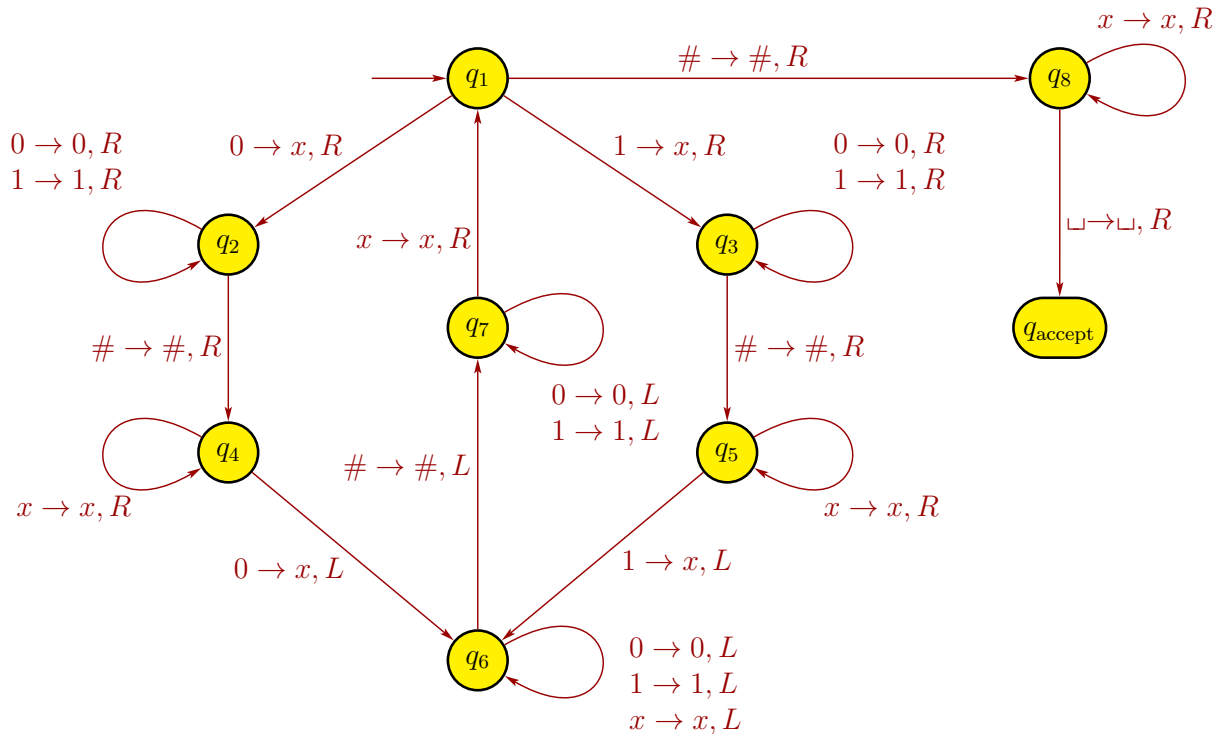 x → x, R
# → #, R
q1
q8
0 → 0, R
1 → 1, R
0 → x, R
1 → x, R
0 → 0, R
1 → 1, R
q2
x → x, R
q3
␣→␣, R
# → #, R
q7
# → #, R
qaccept
0 → 0, L
1 → 1, L
q4
# → #, L
q5
x → x, R
x → x, R
0 → x, L
1 → x, L
q6
0 → 0, L
1 → 1, L
x → x, L